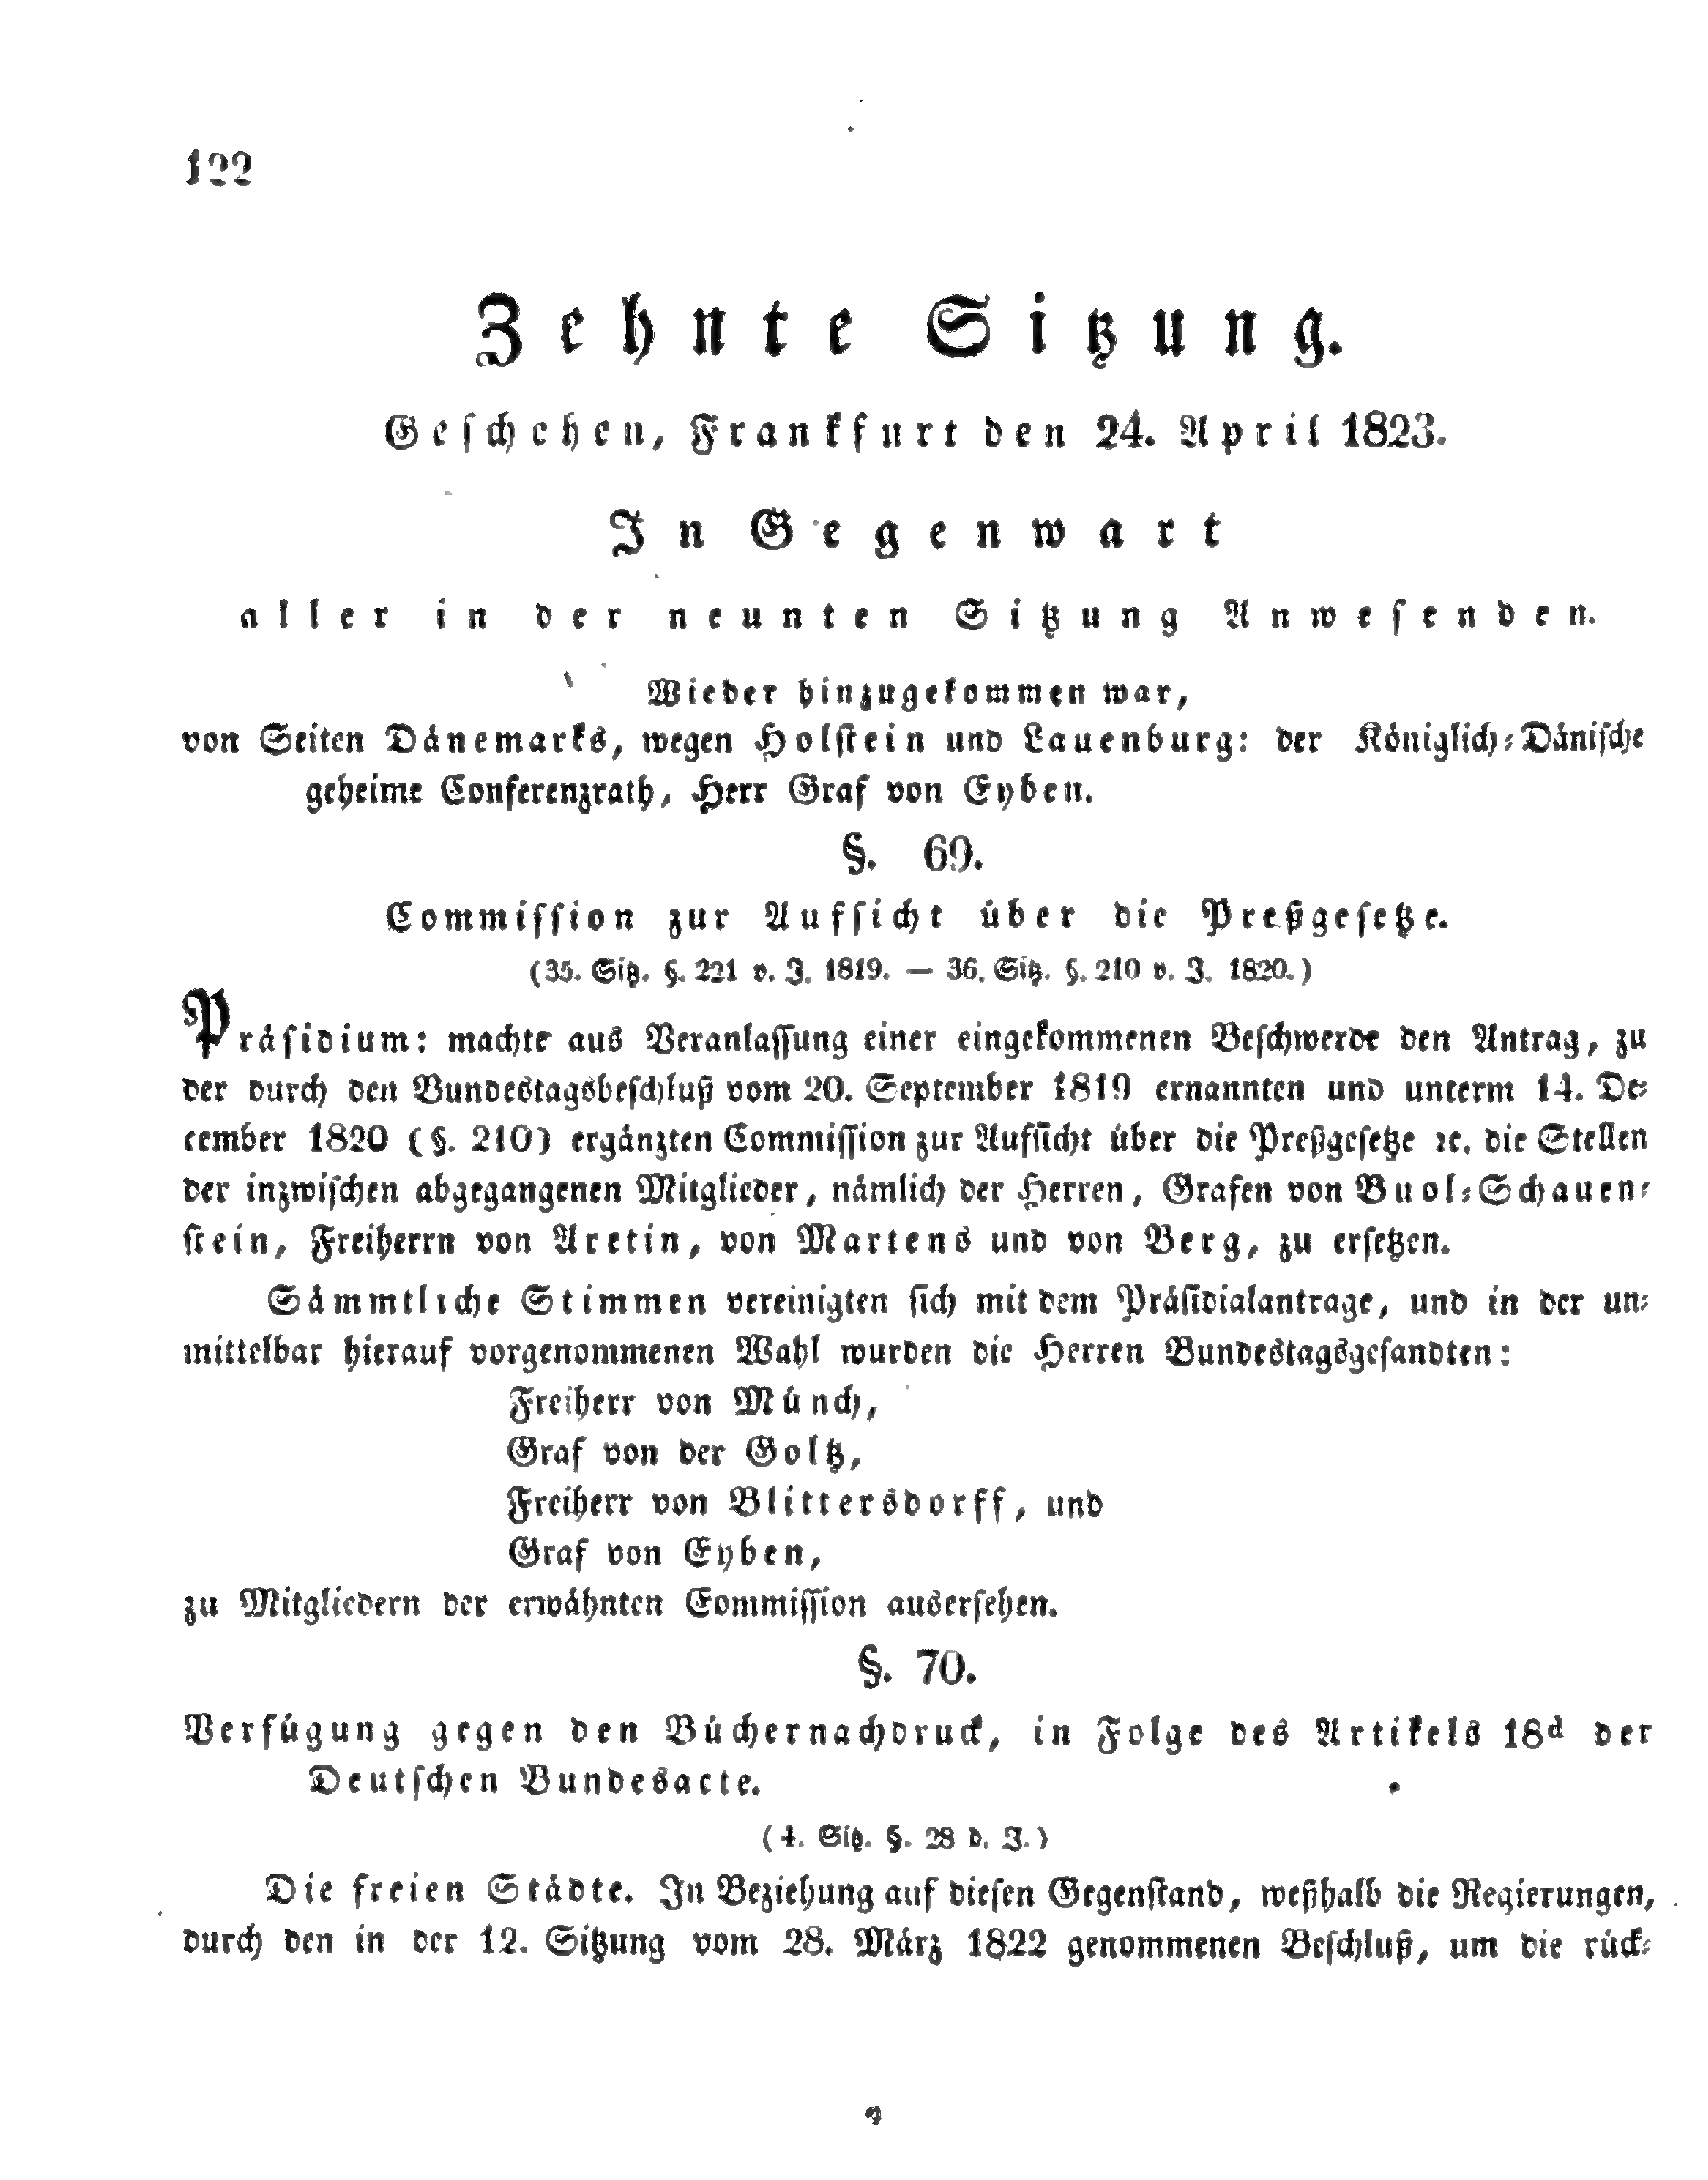 122
Zehnte Sitzung.
Geschehen, Frankfurt den 24. April 1823.
In Gegenwart
aller in der neunten Sitzung Anwesenden.
Wieder hinzugekommen war,
von Seiten Dänemarks, wegen Holstein und Lauenburg: der Königlich-Dänische
geheime Conferenzrath, Herr Graf von Eyben.
§. 69.
Commission zur Aufsicht über die Preßgesetze.
(35. Sitz. §. 221 v. J. 1819. — 36. Sitz. §. 210 v. J. 1820.)
Präsidium: machte aus Veranlassung einer eingekommenen Beschwerde den Antrag, zu
der durch den Bundestagsbeschluß vom 20. September 1819 ernannten und unterm 14. De-
cember 1820 (§. 210) ergänzten Commission zur Aufsicht über die Preßgesetze ꝛc. die Stellen
der inzwischen abgegangenen Mitglieder, nämlich der Herren, Grafen von Buol-Schauen-
stein, Freiherrn von Aretin, von Martens und von Berg, zu ersetzen.
Sämmtliche Stimmen vereinigten sich mit dem Präsidialantrage, und in der un-
mittelbar hierauf vorgenommenen Wahl wurden die Herren Bundestagsgesandten:
Freiherr von Münch,
Graf von der Goltz,
Freiherr von Blittersdorff, und
Graf von Eyben,
zu Mitgliedern der erwähnten Commission ausersehen.
§. 70.
Verfügung gegen den Büchernachdruck, in Folge des Artikels 18d der
Deutschen Bundesacte.
(4. Sitz. §. 28 d. J.)
Die freien Städte. In Beziehung auf diesen Gegenstand, weßhalb die Regierungen,
durch den in der 12. Sitzung vom 28. März 1822 genommenen Beschluß, um die rück-